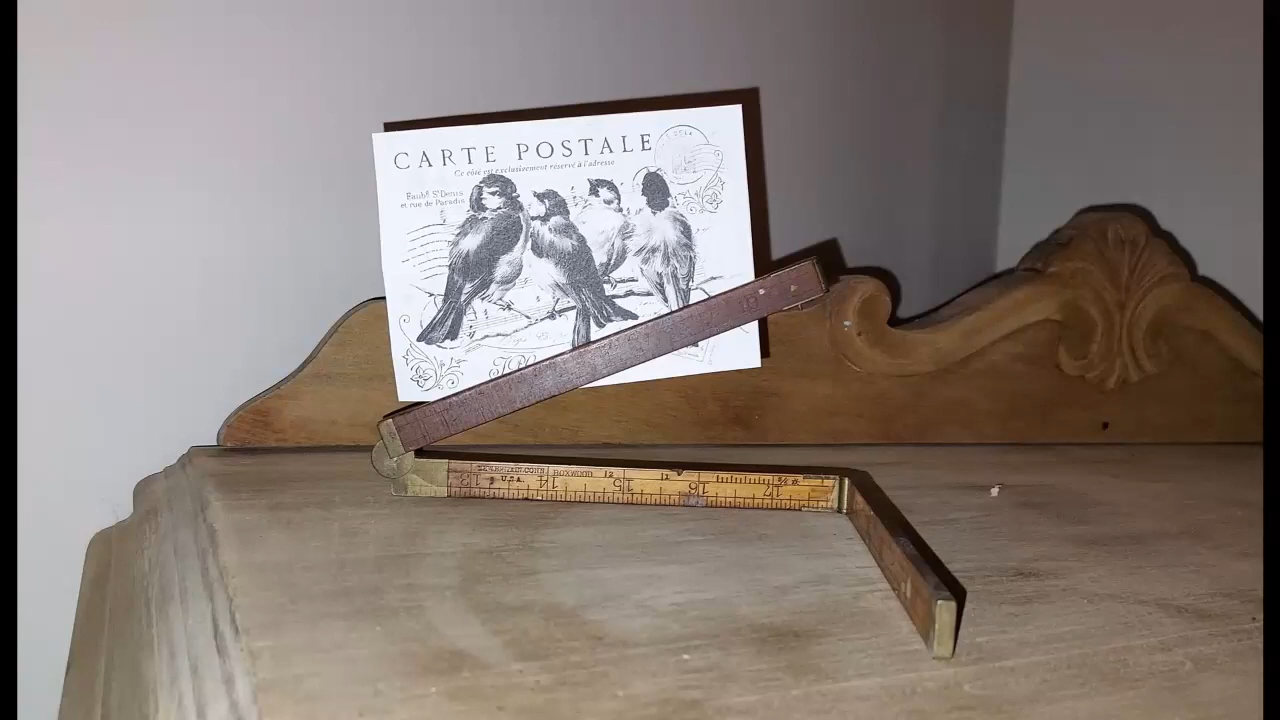 CARTE POSTALE
Ce côté est exclusivement réservé à l'adresse
Faubg St Denis
et rue de Paradis
BOXWOOD 12
U.S.A.
13 14 15 16 17